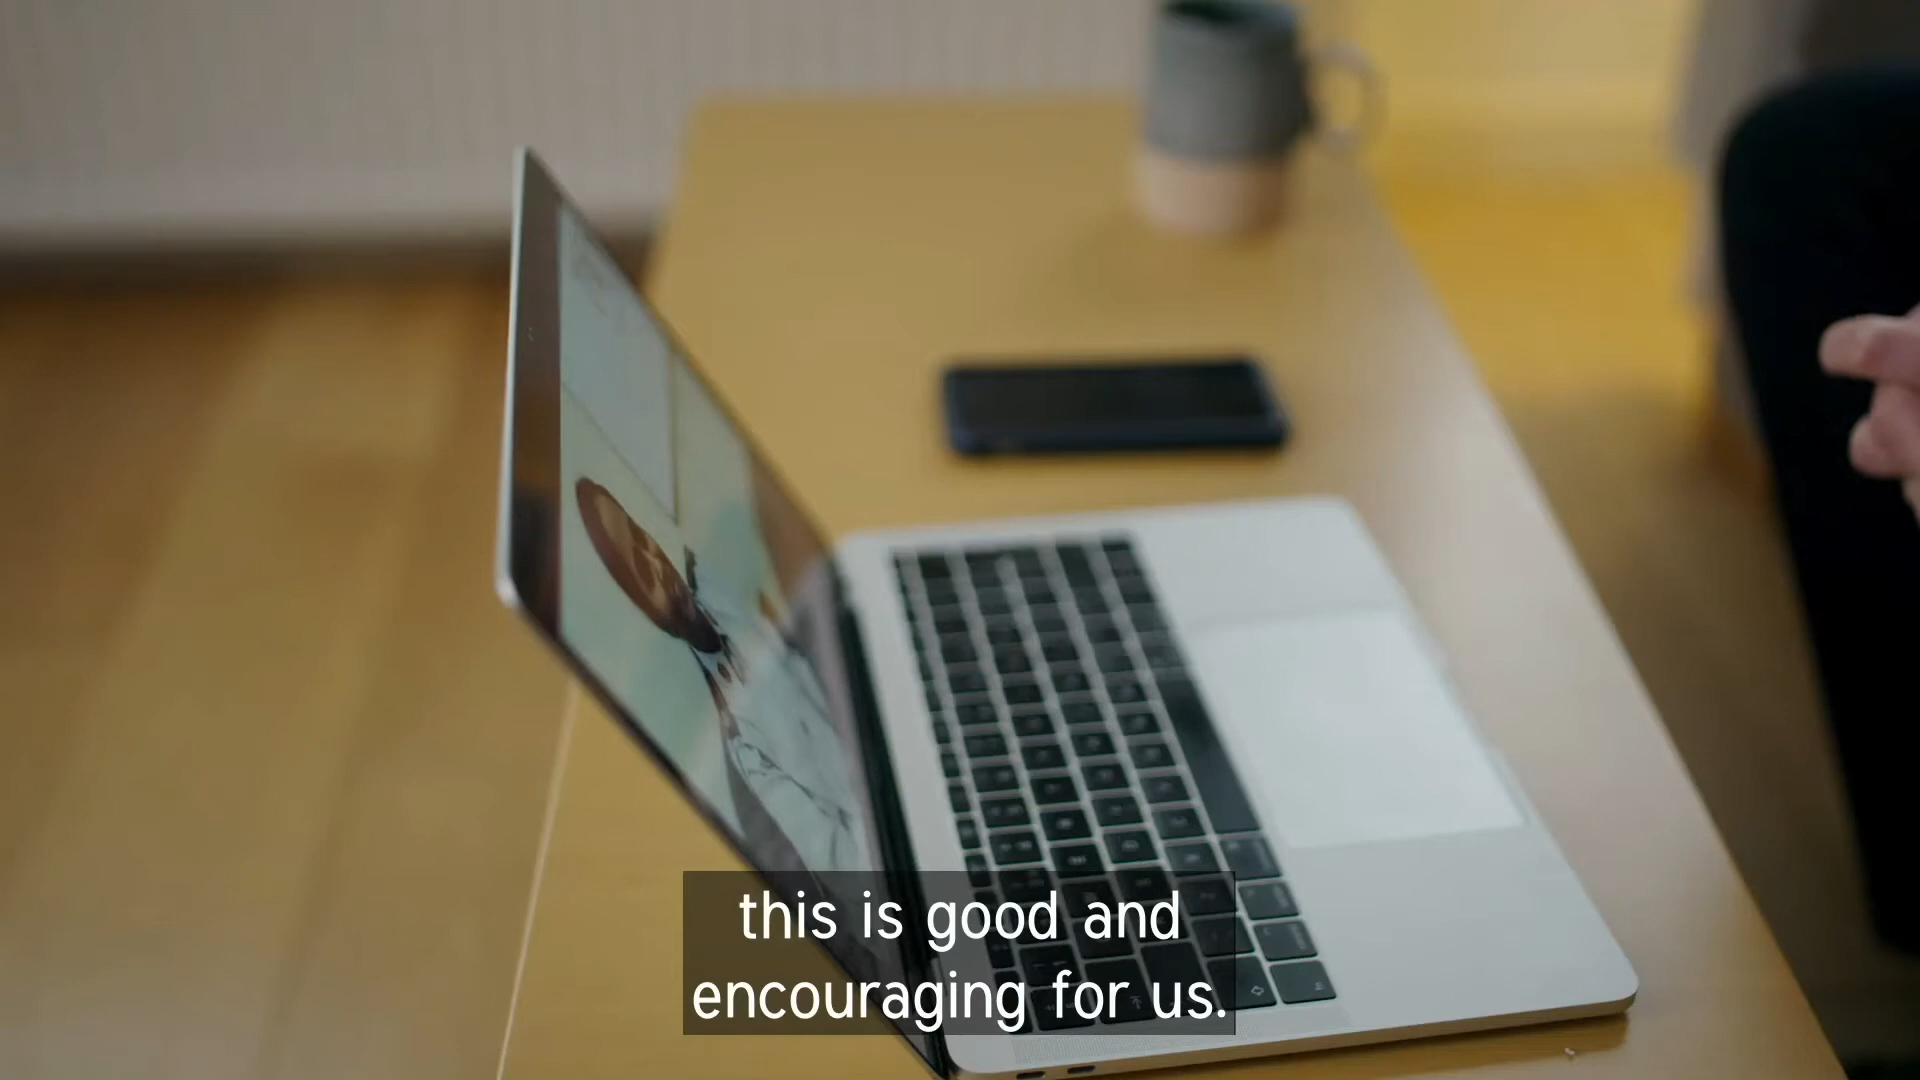 this is good and
encouraging for us.